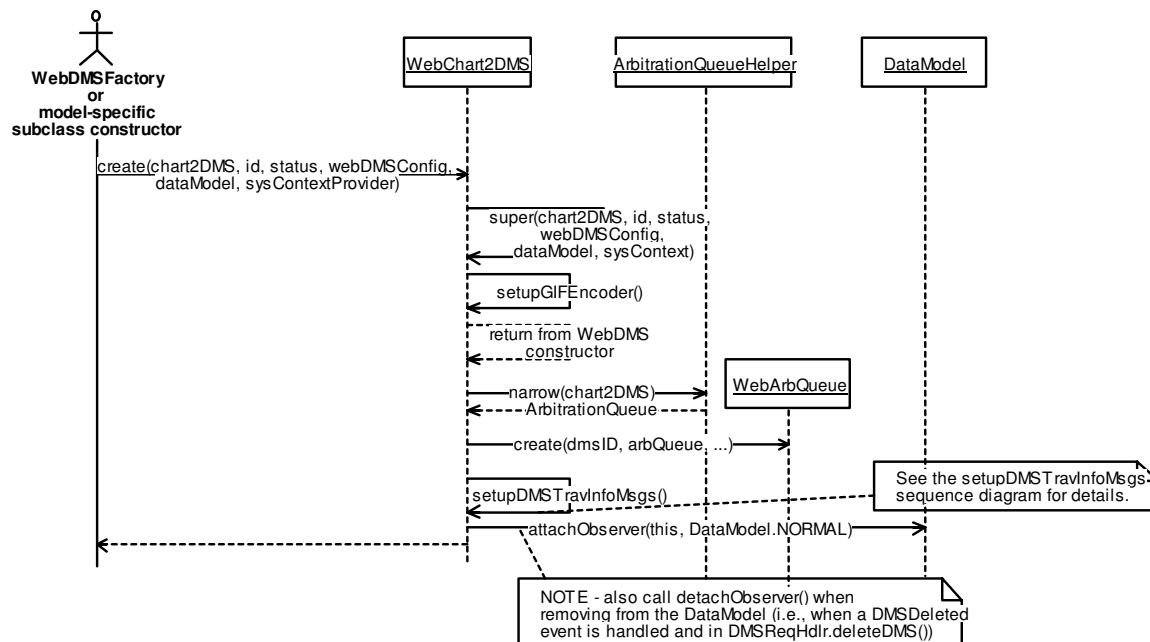 WebDMSFactory
or
model-specific
subclass constructor
WebChart2DMS
ArbitrationQueueHelper
DataModel
create(chart2DMS, id, status, webDMSConfig,
dataModel, sysContextProvider)
super(chart2DMS, id, status,
webDMSConfig,
dataModel, sysContext)
setupGIFEncoder()
return from WebDMS
constructor
WebArbQueue
narrow(chart2DMS)
ArbitrationQueue
create(dmsID, arbQueue, ...)
See the setupDMSTravInfoMsgs
sequence diagram for details.
setupDMSTravInfoMsgs()
attachObserver(this, DataModel.NORMAL)
NOTE - also call detachObserver() when
removing from the DataModel (i.e., when a DMSDeleted
event is handled and in DMSReqHdlr.deleteDMS())